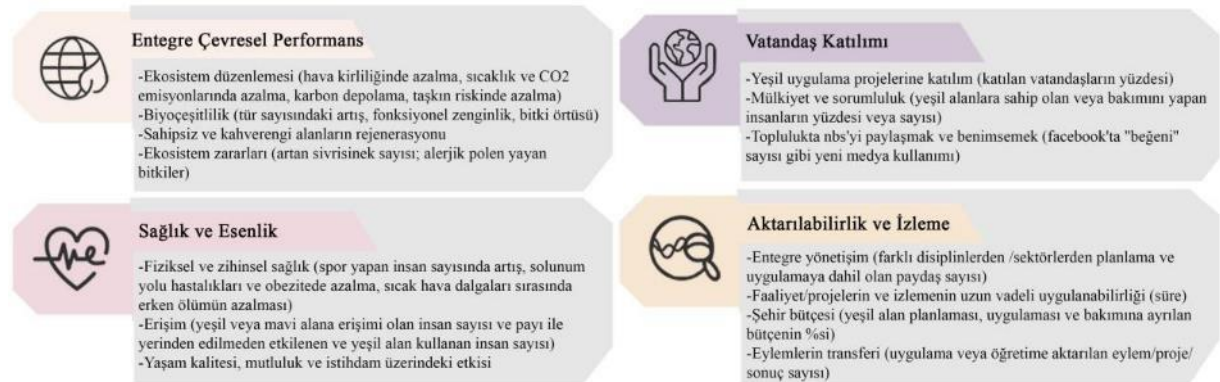 Entegre Çevresel Performans
-Ekosistem düzenlemesi (hava kirliliğinde azalma, sıcaklık ve CO2
emisyonlarında azalma, karbon depolama, taşkın riskinde azalma)
-Biyoçeşitlilik (tür sayısındaki artış, fonksiyonel zenginlik, bitki örtüsü)
-Sahipsiz ve kahverengi alanların rejenerasyonu
-Ekosistem zararları (artan sivrisinek sayısı; alerjik polen yayan
bitkiler)
Vatandaş Katılımı
-Yeşil uygulama projelerine katılım (katılan vatandaşların yüzdesi)
-Mülkiyet ve sorumluluk (yeşil alanlara sahip olan veya bakımını yapan
insanların yüzdesi veya sayısı)
-Toplulukta nbs'yi paylaşmak ve benimsemek (facebook'ta "beğeni"
sayısı gibi yeni medya kullanımı)
Sağlık ve Esenlik
-Fiziksel ve zihinsel sağlık (spor yapan insan sayısında artış, solunum
yolu hastalıkları ve obezitede azalma, sıcak hava dalgaları sırasında
erken ölümün azalması)
-Erişim (yeşil veya mavi alana erişimi olan insan sayısı ve payı ile
yerinden edilmeden etkilenen ve yeşil alan kullanan insan sayısı)
-Yaşam kalitesi, mutluluk ve istihdam üzerindeki etkisi
Aktarılabilirlik ve İzleme
-Entegre yönetişim (farklı disiplinlerden /sektörlerden planlama ve
uygulamaya dahil olan paydaş sayısı)
-Faaliyet/projelerin ve izlemenin uzun vadeli uygulanabilirliği (süre)
-Şehir bütçesi (yeşil alan planlaması, uygulaması ve bakımına ayrılan
bütçenin %si)
-Eylemlerin transferi (uygulama veya öğretime aktarılan eylem/proje/
sonuç sayısı)